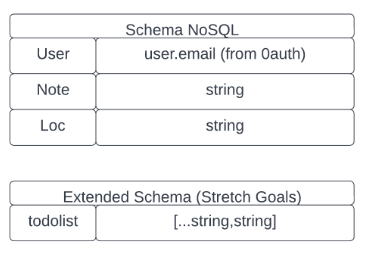 Schema NoSQL
User user.email (from 0auth)
Note string
Loc string
Extended Schema (Stretch Goals)
todolist [...string,string]